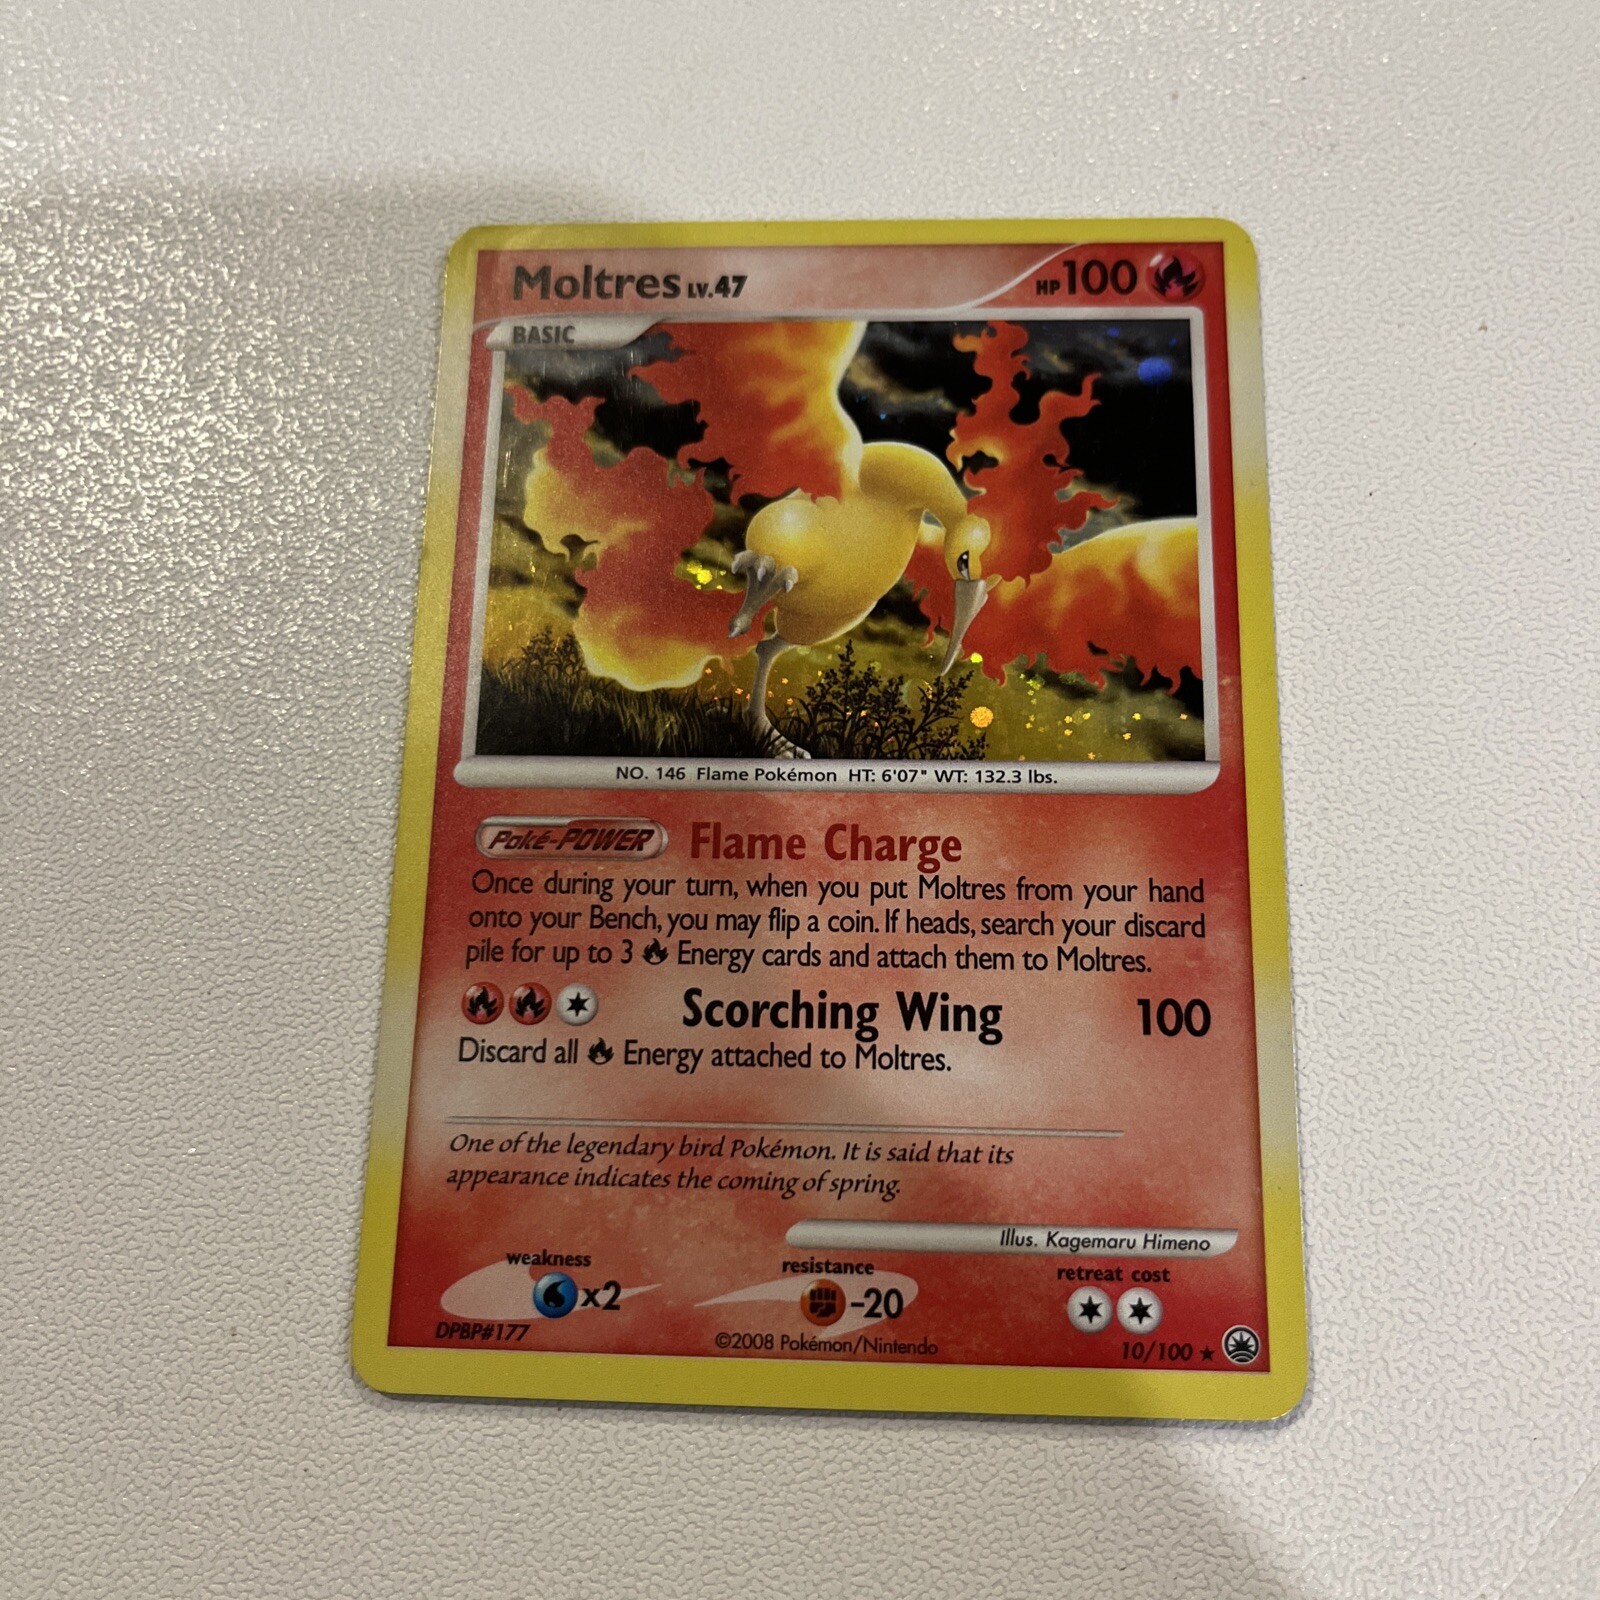 Moltres LV.47 HP 100
BASIC
NO. 146 Flame Pokémon HT: 6'07" WT: 132.3 lbs.
Poké-POWER Flame Charge
Once during your turn, when you put Moltres from your hand
onto your Bench, you may flip a coin. If heads, search your discard
pile for up to 3 Energy cards and attach them to Moltres.
Scorching Wing 100
Discard all Energy attached to Moltres.
One of the legendary bird Pokémon. It is said that its
appearance indicates the coming of spring.
Illus. Kagemaru Himeno
weakness resistance retreat cost
x2 -20
DPBP#177 ©2008 Pokémon/Nintendo 10/100 ★